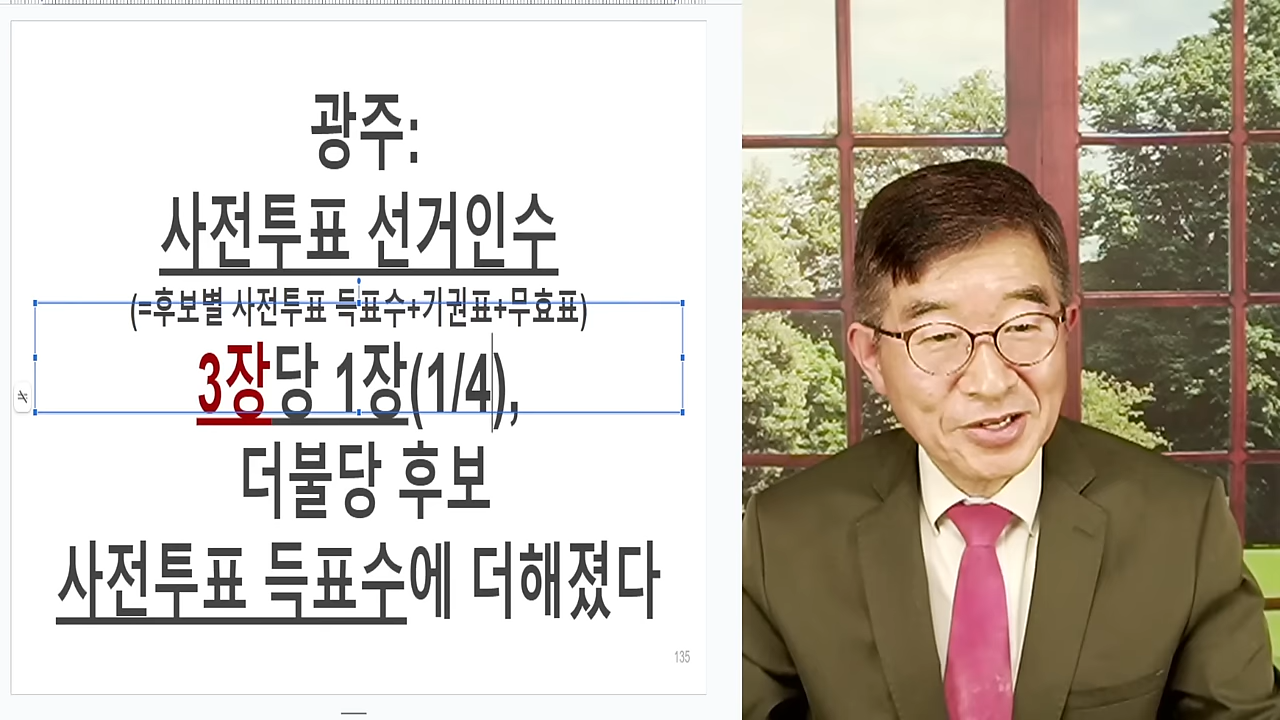 광주:
사전투표 선거인수
(=후보별 사전투표 득표수+기권표+무효표)
3장당 1장(1/4),
더불당 후보
사전투표 득표수에 더해졌다
135